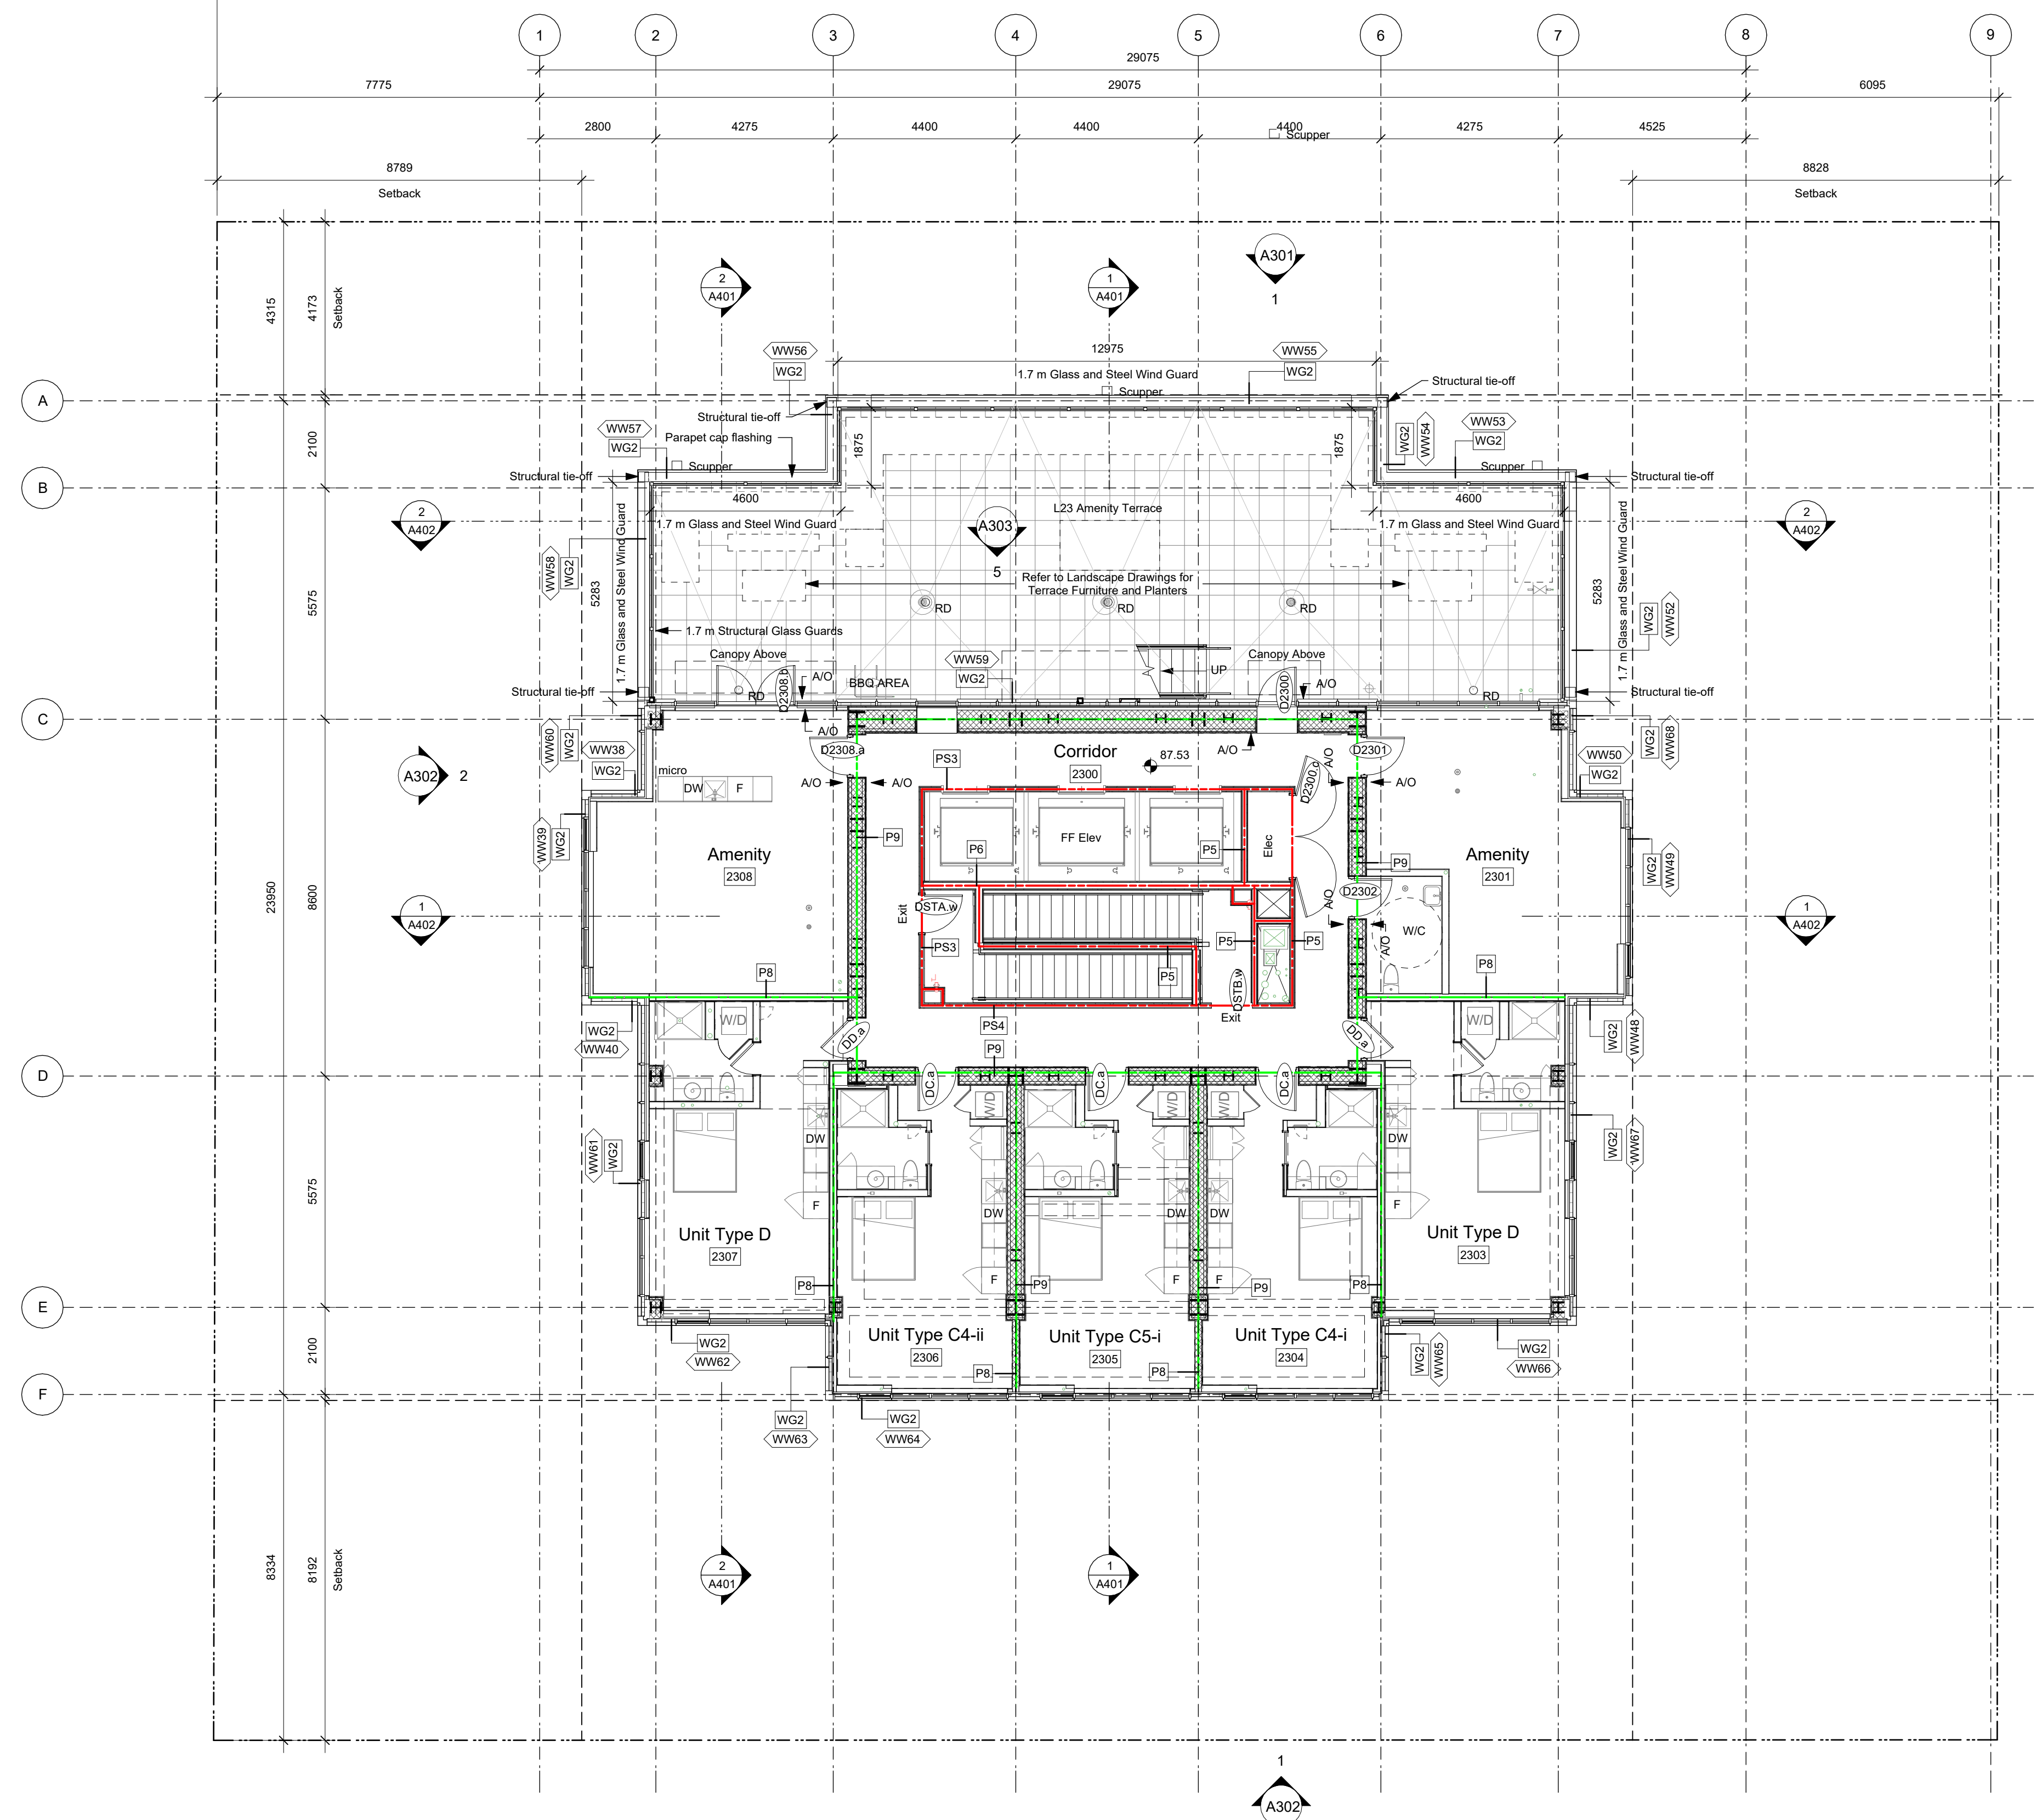 1 2 3 4 5 6 7 8 9
29075
7775 29075 6095
2800 4275 4400 4400 4400 4275 4525
Scupper
8789 8828
Setback Setback
A301
1
2
A401
1
A401
4315
4173
Setback
WW56 12975 WW55
WG2 1.7 m Glass and Steel Wind Guard WG2
Scupper
Structural tie-off
A
Structural tie-off
WW57
WG2
Parapet cap flashing
2100
1875
1875
WG2
WW54
WW53
WG2
Scupper
Scupper
Structural tie-off
Structural tie-off
B
4600
4600
L23 Amenity Terrace
2
A402
2
A402
A303
5
1.7 m Glass and Steel Wind Guard
1.7 m Glass and Steel Wind Guard
1.7 m Glass and Steel Wind Guard
1.7 m Glass and Steel Wind Guard
WW58
WG2
5283
5283
WG2
WW52
5575
Refer to Landscape Drawings for
Terrace Furniture and Planters
RD RD RD
1.7 m Structural Glass Guards
Canopy Above
WW59
WG2
Canopy Above
UP
A/O
BBQ AREA
RD
D2308.b
D2300
A/O
RD
Structural tie-off
Structural tie-off
C
WW60
WG2
WW38
WG2
A/O
D2308.a
Corridor
2300
87.53
A/O
A/O
D2301
WG2
WW68
WW50
WG2
A302
2
micro
DW F
A/O
A/O
PS3
D2300.c
A/O
WW39
WG2
P9
FF Elev
P6
P5
Elec
P9
WG2
WW49
Amenity
2308
Amenity
2301
23950
8600
1
A402
1
A402
Exit
DSTA.w
A/O
D2302
W/C
A/O
PS3
P5
P5
P5
P8
P8
DSTB.w
Exit
PS4
WG2
WW40
W/D
W/D
WG2
WW48
DD.a
DD.a
P9
D
DC.a
DC.a
DC.a
W/D
W/D
W/D
DW
DW
WW61
WG2
WG2
WW67
5575
F
F
DW
DW
DW
Unit Type D
2307
Unit Type D
2303
F
F
F
P8
P9
P9
P8
E
Unit Type C4-ii
2306
Unit Type C5-i
2305
Unit Type C4-i
2304
WG2
WW62
WG2
WW65
WG2
WW66
2100
P8
P8
F
WG2
WW63
WG2
WW64
8334
8192
Setback
2
A401
1
A401
1
A302